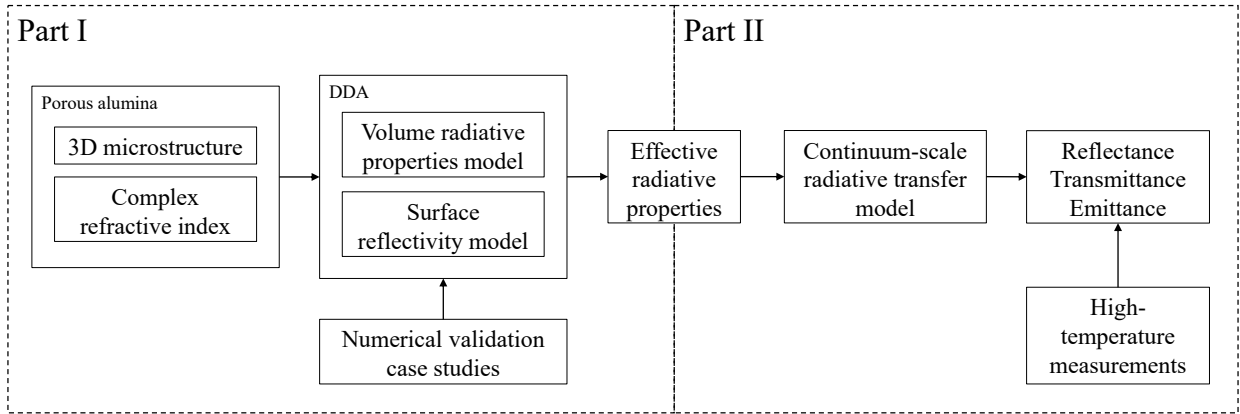 Part I
Porous alumina
3D microstructure
Complex
refractive index
DDA
Volume radiative
properties model
Surface
reflectivity model
Numerical validation
case studies
Effective
radiative
properties
Part II
Continuum-scale
radiative transfer
model
Reflectance
Transmittance
Emittance
High-
temperature
measurements